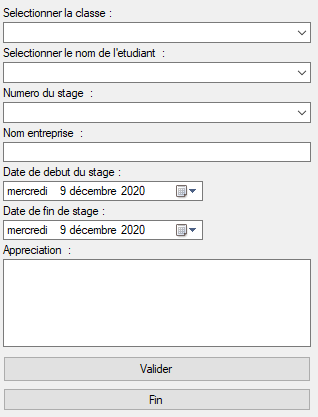 Selectionner la classe :
Selectionner le nom de l'etudiant :
Numero du stage :
Nom entreprise :
Date de debut du stage :
mercredi 9 décembre 2020
Date de fin de stage :
mercredi 9 décembre 2020
Appreciation :
Valider
Fin